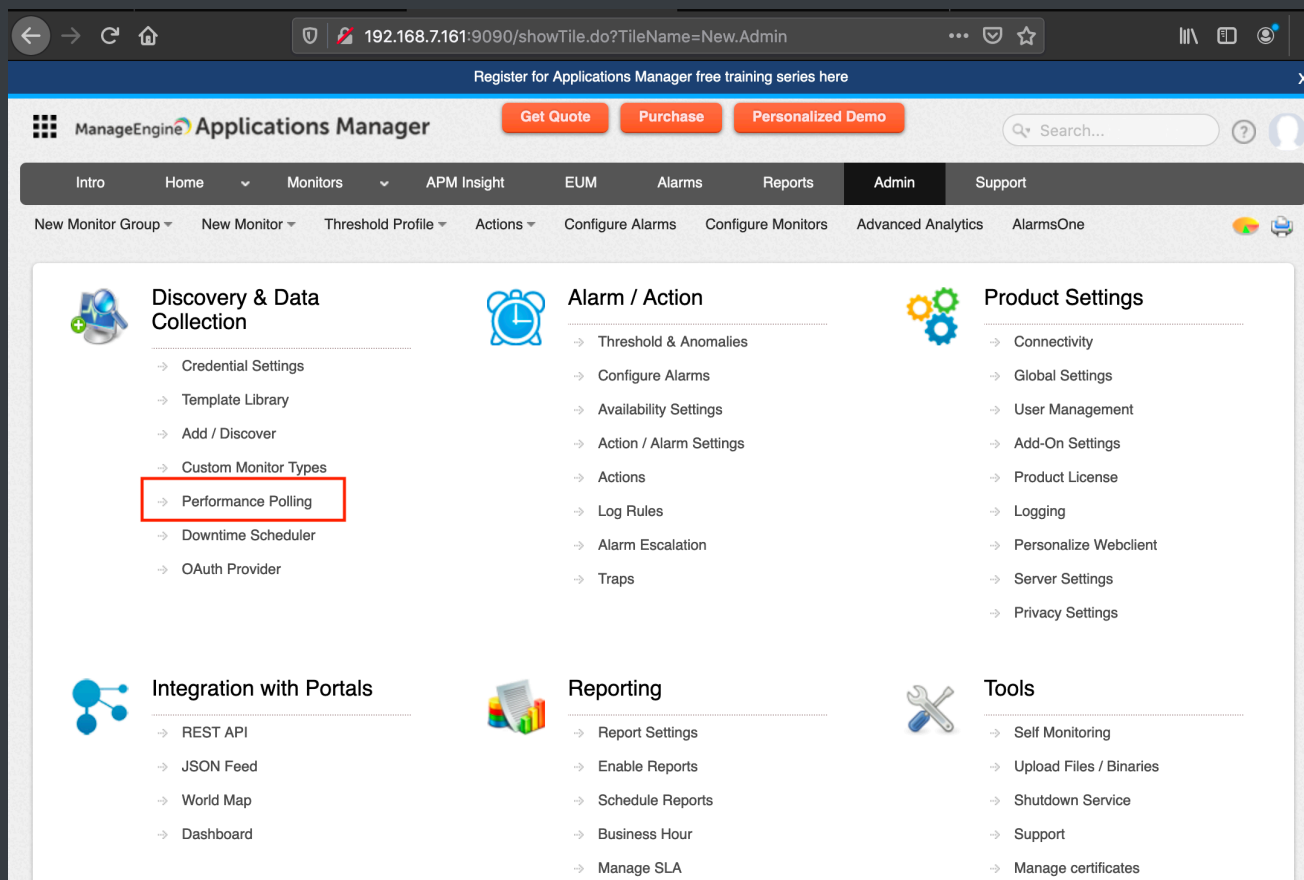 192.168.7.161:9090/showTile.do?TileName=New.Admin
Register for Applications Manager free training series here
x
ManageEngine Applications Manager
Get Quote
Purchase
Personalized Demo
Search...
?
Intro
Home
Monitors
APM Insight
EUM
Alarms
Reports
Admin
Support
New Monitor Group
New Monitor
Threshold Profile
Actions
Configure Alarms
Configure Monitors
Advanced Analytics
AlarmsOne
Discovery & Data
Collection
Credential Settings
Template Library
Add / Discover
Custom Monitor Types
Performance Polling
Downtime Scheduler
OAuth Provider
Alarm / Action
Threshold & Anomalies
Configure Alarms
Availability Settings
Action / Alarm Settings
Actions
Log Rules
Alarm Escalation
Traps
Product Settings
Connectivity
Global Settings
User Management
Add-On Settings
Product License
Logging
Personalize Webclient
Server Settings
Privacy Settings
Integration with Portals
REST API
JSON Feed
World Map
Dashboard
Reporting
Report Settings
Enable Reports
Schedule Reports
Business Hour
Manage SLA
Tools
Self Monitoring
Upload Files / Binaries
Shutdown Service
Support
Manage certificates